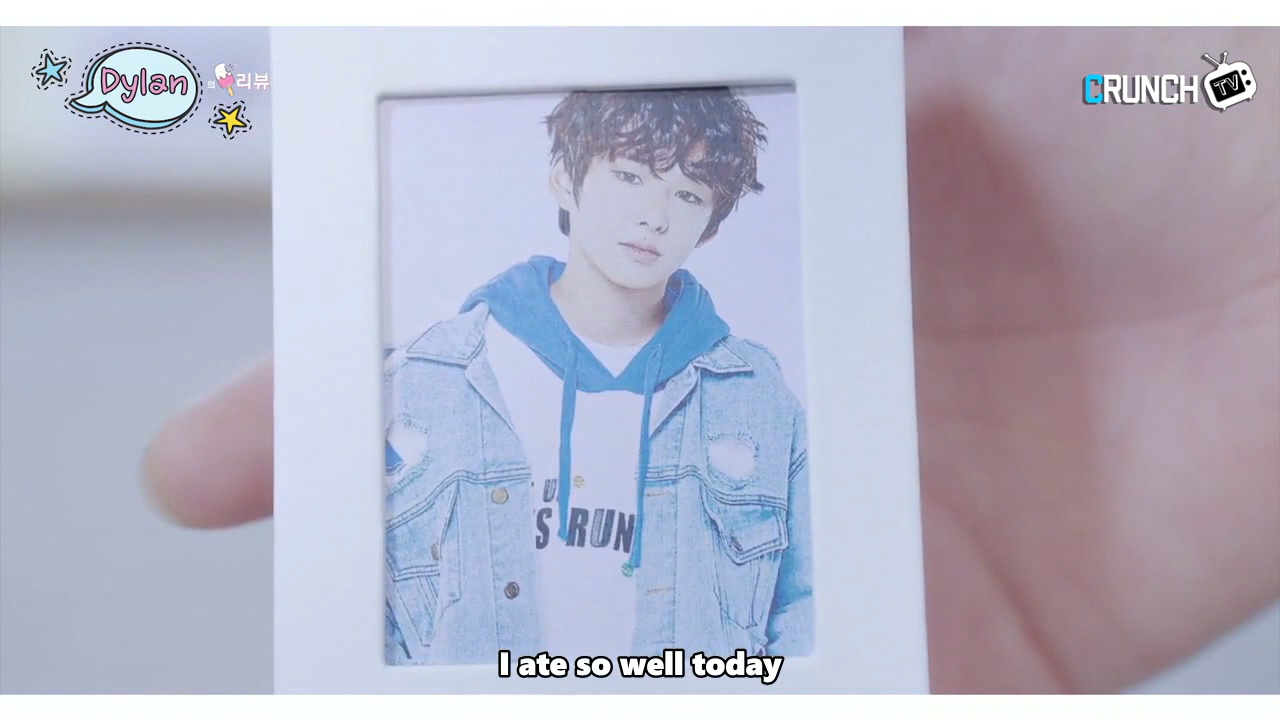 Dylan
의 리뷰
CRUNCH TV
U
S RUN
I ate so well today